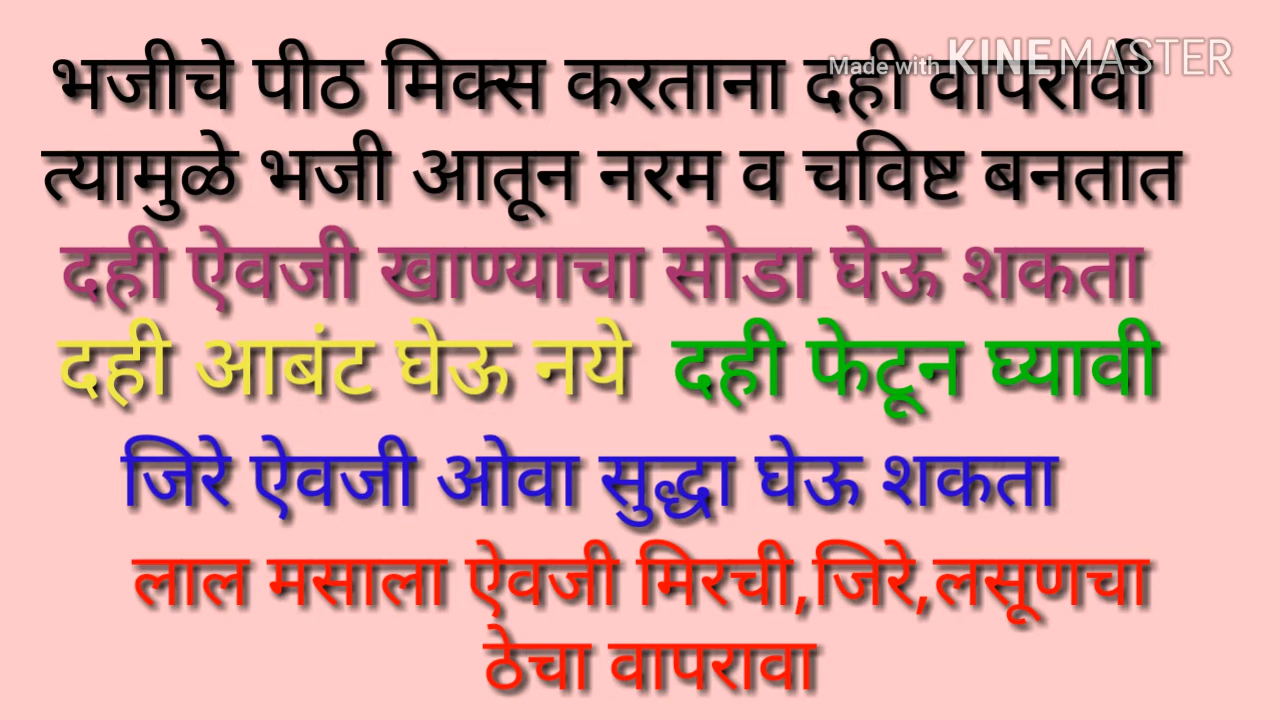 भजीचे पीठ मिक्स करताना दही वापरावी
Made with KINEMASTER
त्यामुळे भजी आतून नरम व चविष्ट बनतात
दही ऐवजी खाण्याचा सोडा घेऊ शकता
दही आबंट घेऊ नये दही फेटून घ्यावी
जिरे ऐवजी ओवा सुद्धा घेऊ शकता
लाल मसाला ऐवजी मिरची,जिरे,लसूणचा
ठेचा वापरावा